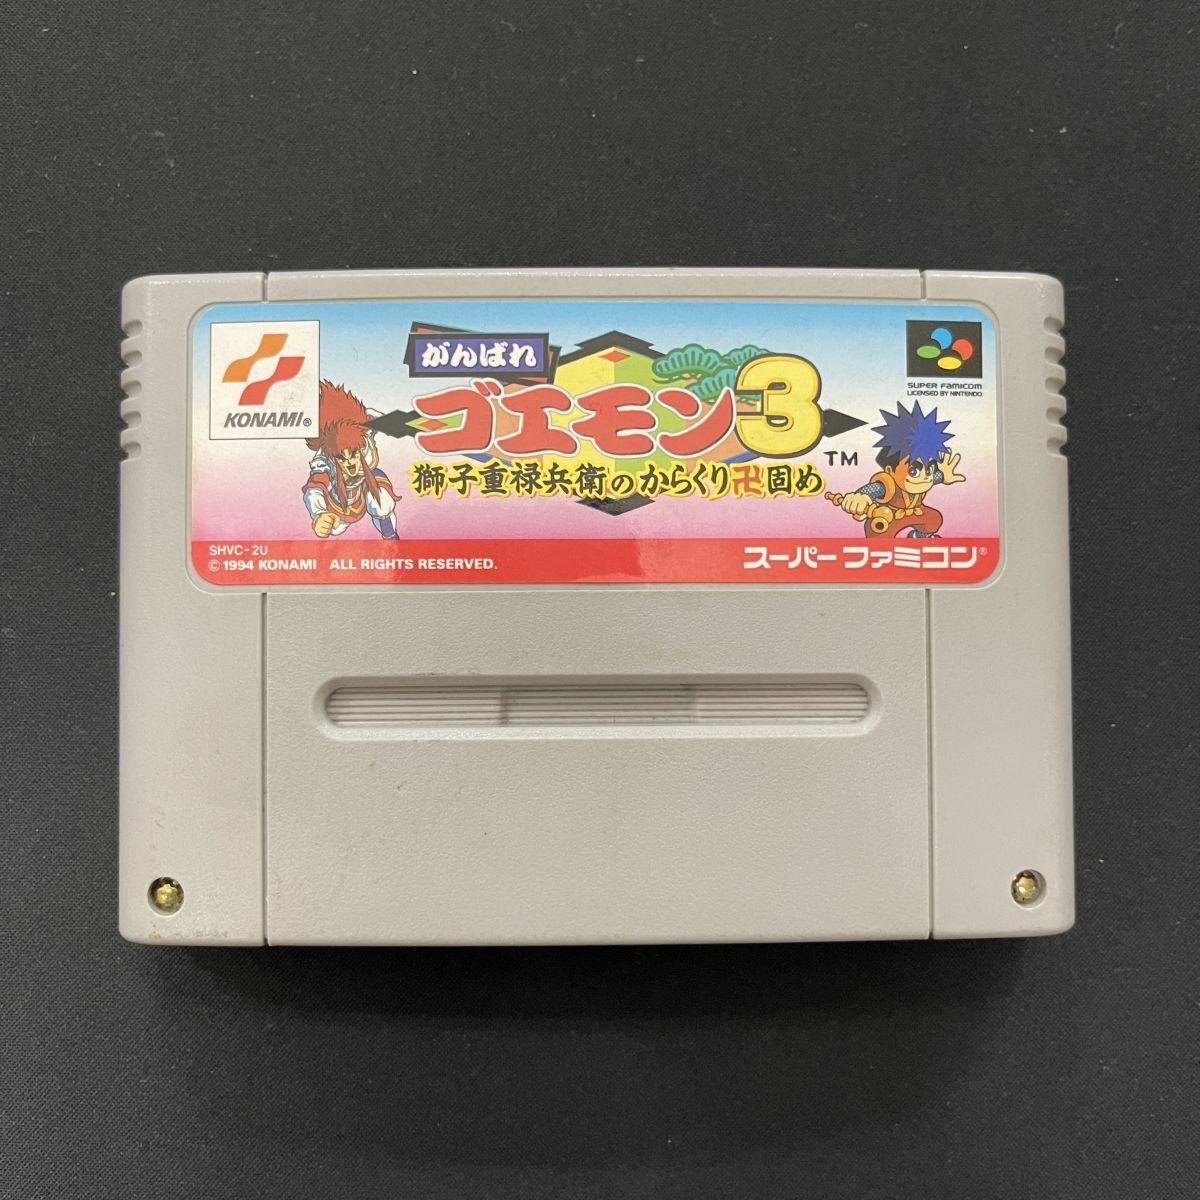 KONAMI®
がんばれ
ゴエモン3
TM
獅子重禄兵衛のからくり卍固め
SUPER FAMICOM
LICENSED BY NINTENDO
SHVC-2U
© 1994 KONAMI ALL RIGHTS RESERVED.
スーパーファミコン®